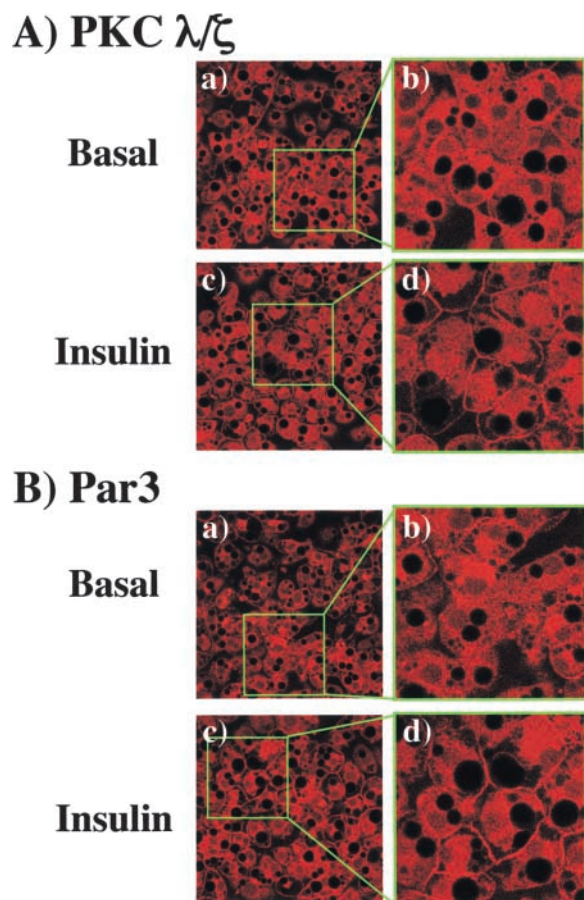 A) PKC λ/ζ
a)
b)
Basal
c)
d)
Insulin
B) Par3
a)
b)
Basal
c)
d)
Insulin